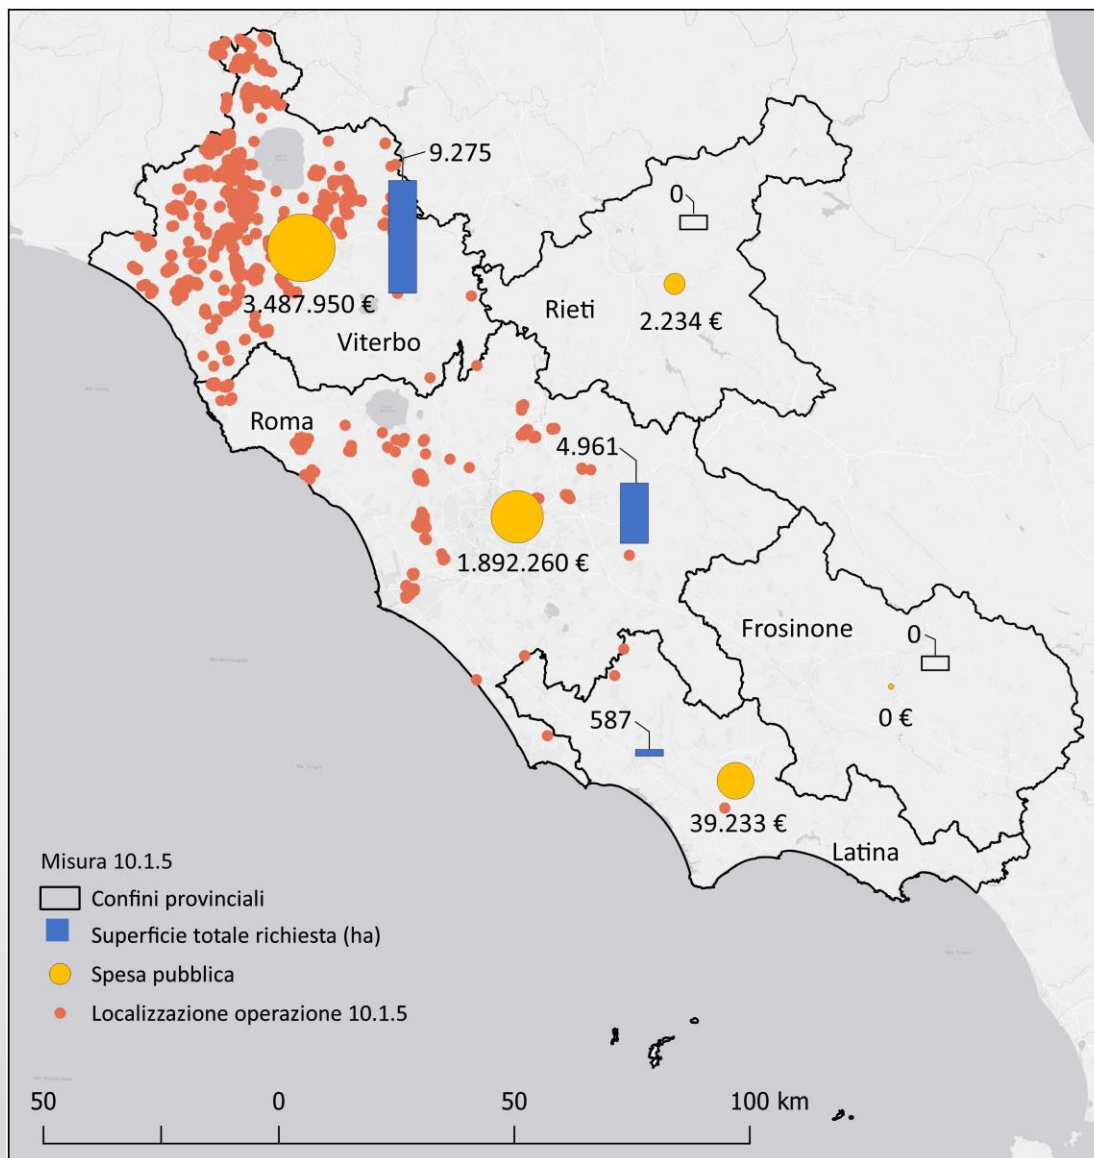 9.275
0
3.487.950 €
Rieti
2.234 €
Viterbo
Roma
4.961
1.892.260 €
Frosinone
0
0 €
587
39.233 €
Latina
Misura 10.1.5
Confini provinciali
Superficie totale richiesta (ha)
Spesa pubblica
Localizzazione operazione 10.1.5
50 0 50 100 km